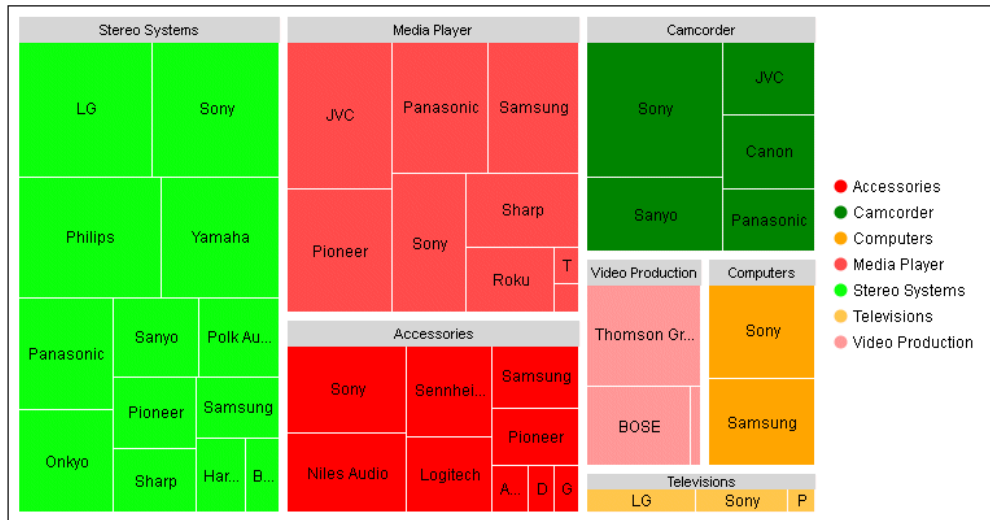 Stereo Systems
LG
Sony
Philips
Yamaha
Panasonic
Sanyo
Polk Au...
Pioneer
Samsung
Onkyo
Sharp
Har...
B...
Media Player
JVC
Panasonic
Samsung
Pioneer
Sony
Sharp
Roku
T
Accessories
Sony
Sennhei...
Samsung
Niles Audio
Logitech
Pioneer
A...
D
G
Camcorder
Sony
JVC
Canon
Sanyo
Panasonic
Video Production
Thomson Gr...
BOSE
Computers
Sony
Samsung
Televisions
LG
Sony
P
Accessories
Camcorder
Computers
Media Player
Stereo Systems
Televisions
Video Production